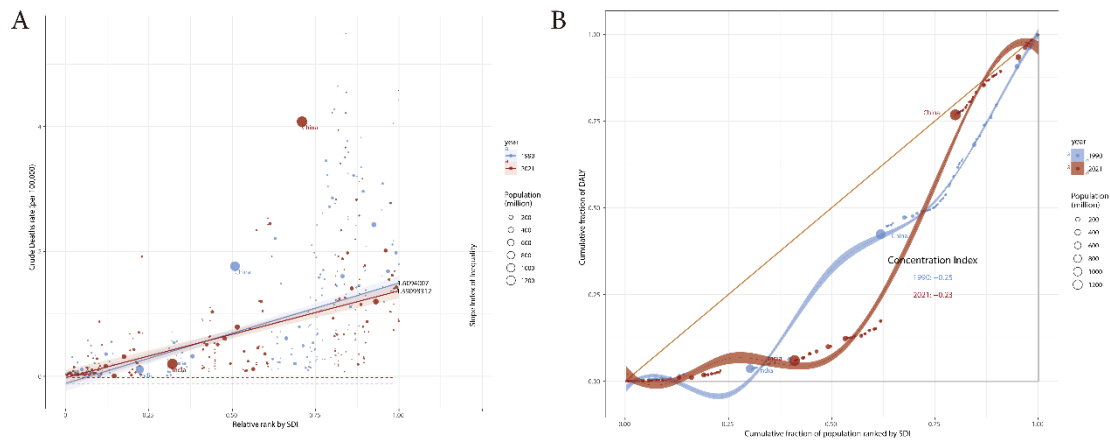 A
Crude Deaths rate (per 100,000)
4
2
0
0
0.25
0.50
0.75
1.00
Relative rank by SDI
China
China
India
Slope Index of Inequality
year
1990
2021
Population
(million)
200
400
600
800
1000
1200
B
Cumulative fraction of DALY
1.00
0.75
0.50
0.25
0.00
0.00
0.25
0.50
0.75
1.00
Cumulative fraction of population ranked by SDI
China
China
India
India
Concentration Index
1990: −0.25
2021: −0.23
year
1990
2021
Population
(million)
200
400
600
800
1000
1200